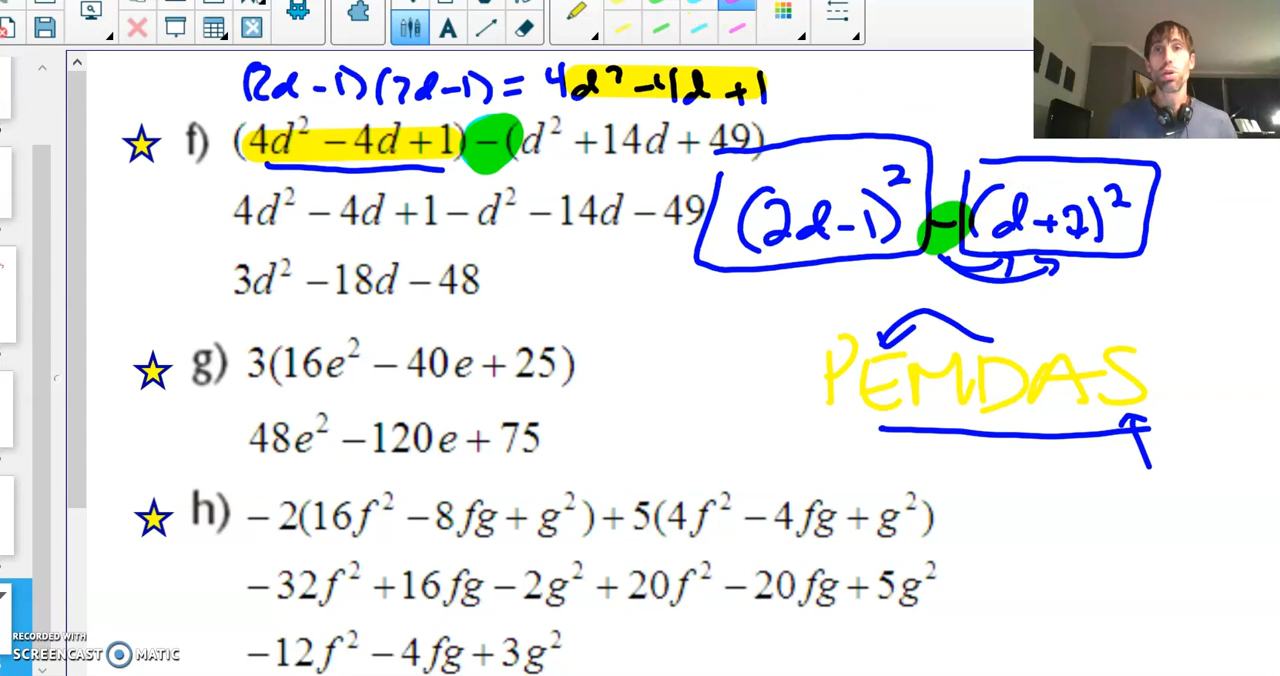 (2d-1)(2d-1) = 4d² - 4d + 1
f) (4d² - 4d + 1) - (d² + 14d + 49)
4d² - 4d + 1 - d² - 14d - 49
(2d-1)² - (d+7)²
3d² - 18d - 48
g) 3(16e² - 40e + 25)
PEMDAS
48e² - 120e + 75
h) - 2(16f² - 8fg + g²) + 5(4f² - 4fg + g²)
-32f² + 16fg - 2g² + 20f² - 20fg + 5g²
-12f² - 4fg + 3g²
RECORDED WITH
SCREENCAST MATIC